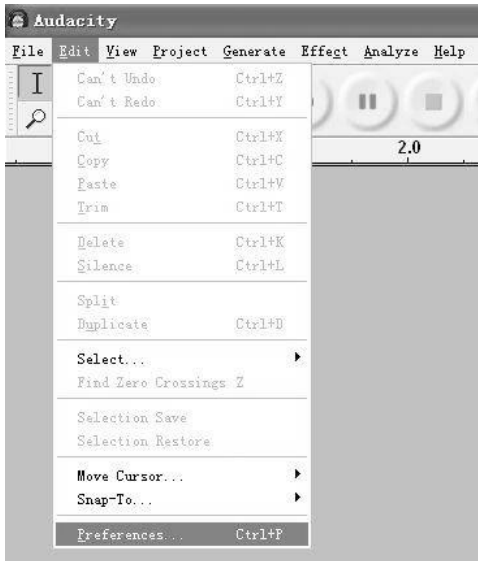 Audacity
File Edit View Project Generate Effect Analyze Help
Can't Undo Ctrl+Z
Can't Redo Ctrl+Y
2.0
Cut Ctrl+X
Copy Ctrl+C
Paste Ctrl+V
Trim Ctrl+T
Delete Ctrl+K
Silence Ctrl+L
Split
Duplicate Ctrl+D
Select...
Find Zero Crossings Z
Selection Save
Selection Restore
Move Cursor...
Snap-To...
Preferences... Ctrl+P